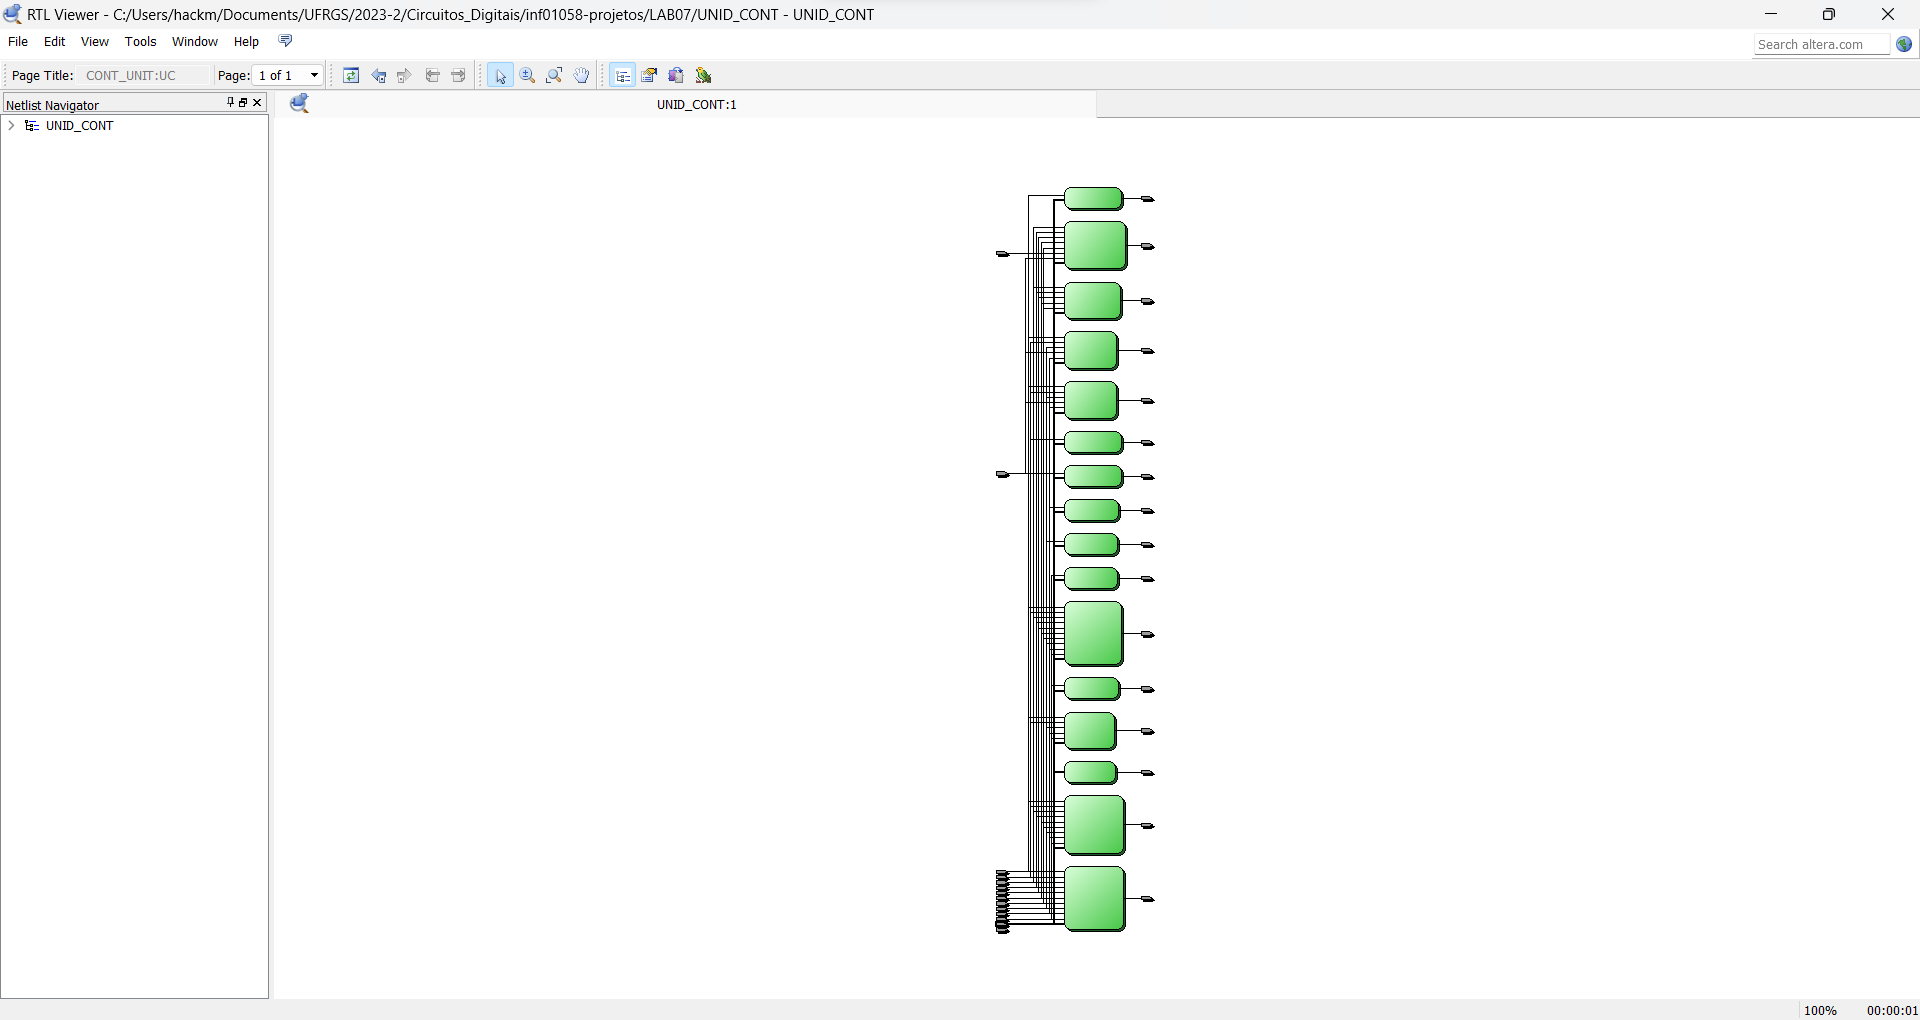 RTL Viewer - C:/Users/hackm/Documents/UFRGS/2023-2/Circuitos_Digitais/inf01058-projetos/LAB07/UNID_CONT - UNID_CONT
File Edit View Tools Window Help
Search altera.com
Page Title: CONT_UNIT:UC Page: 1 of 1
Netlist Navigator
UNID_CONT:1
UNID_CONT
100% 00:00:01